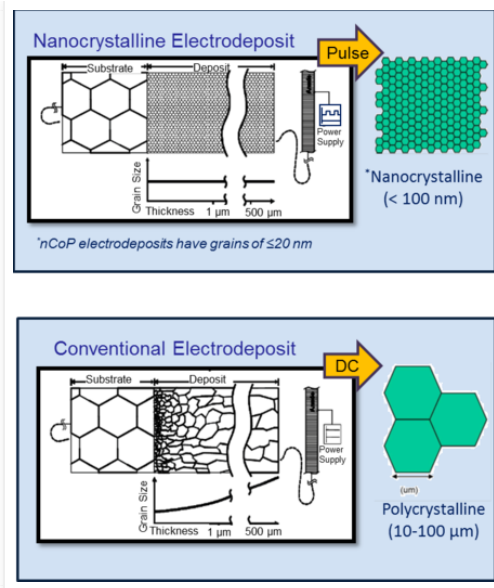 Nanocrystalline Electrodeposit
Pulse
Substrate
Deposit
Anode
Power
Supply
Grain Size
Thickness 1 µm 500 µm
*Nanocrystalline
(< 100 nm)
*nCoP electrodeposits have grains of ≤20 nm
Conventional Electrodeposit
DC
Substrate
Deposit
Anode
Power
Supply
Grain Size
Thickness 1 µm 500 µm
(um)
Polycrystalline
(10-100 µm)